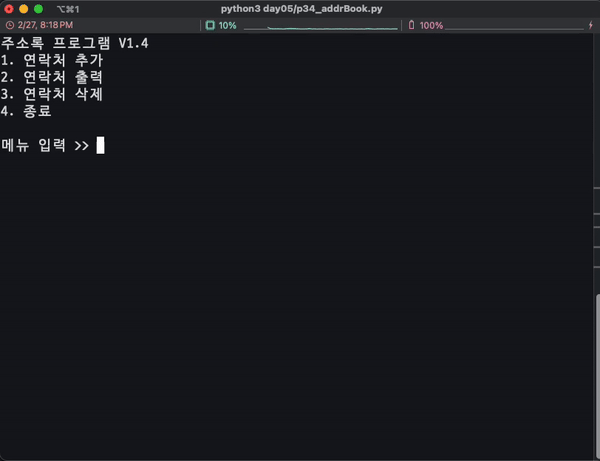 ⌥⌘1
python3 day05/p34_addrBook.py
2/27, 8:18 PM
10%
100%
주소록 프로그램 V1.4
1. 연락처 추가
2. 연락처 출력
3. 연락처 삭제
4. 종료
메뉴 입력 >>